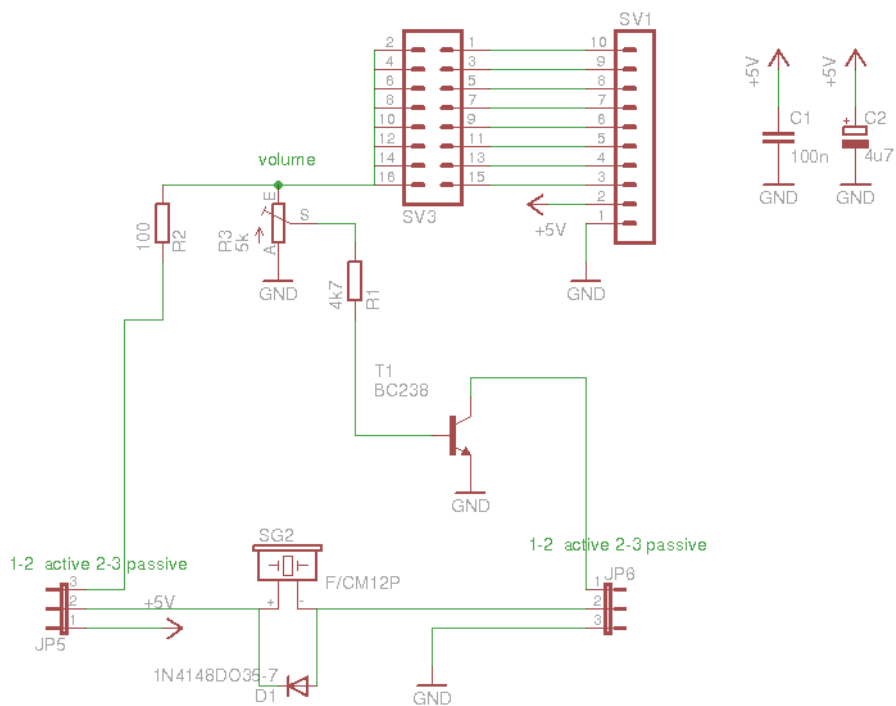 SV1
2
4
6
8
10
12
14
16
1
3
5
7
9
11
13
15
SV3
10
9
8
7
6
5
4
3
2
1
+5V
GND
+5V
C1
100n
GND
+5V
+
C2
4u7
GND
volume
100
R2
E
S
A
R3
5k
GND
4k7
R1
T1
BC238
GND
SG2
F/CM12P
+
-
1-2 active 2-3 passive
3
2
1
+5V
JP5
1N4148DO35-7
D1
1-2 active 2-3 passive
JP6
1
2
3
GND